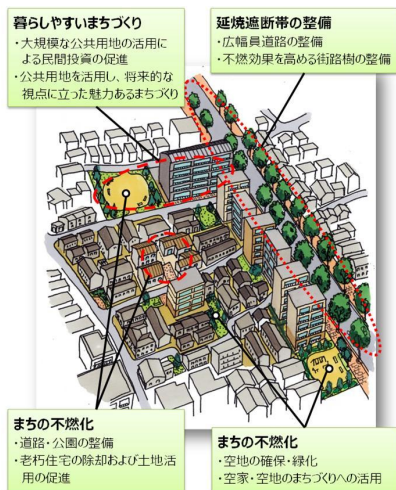 暮らしやすいまちづくり
・大規模な公共用地の活用に
よる民間投資の促進
・公共用地を活用し、将来的な
視点に立った魅力あるまちづくり
延焼遮断帯の整備
・広幅員道路の整備
・不燃効果を高める街路樹の整備
まちの不燃化
・道路・公園の整備
・老朽住宅の除却および土地活
用の促進
まちの不燃化
・空地の確保・緑化
・空家・空地のまちづくりへの活用